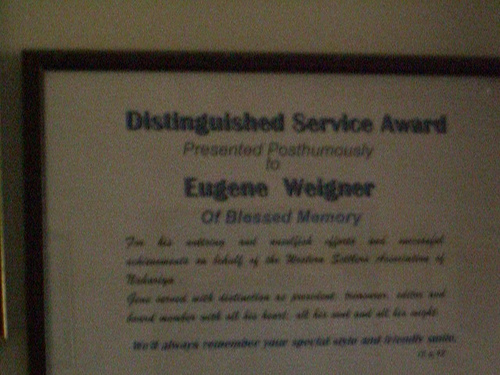 Distinguished Service Award
Presented Posthumously
to
Eugene Weigner
Of Blessed Memory
For his untiring and unselfish efforts and successful
achievements on behalf of the Western Settlers Association of
Nahariya.
Gene served with distinction as president, treasurer, editor and
board member with all his heart, all his soul and all his might.
We'll always remember your special style and friendly smile.